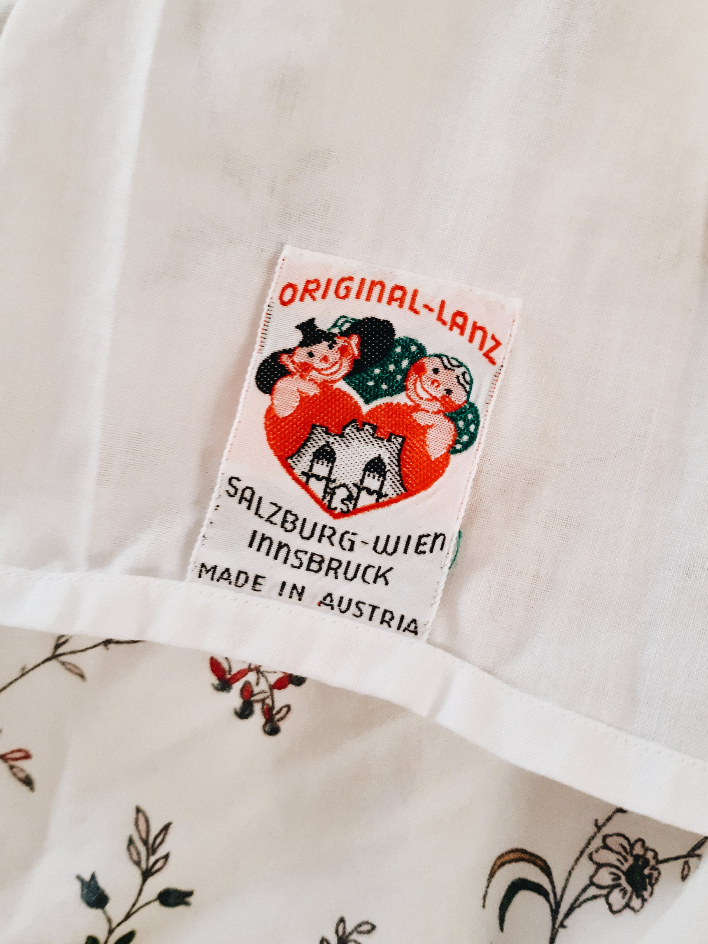 ORIGINAL-LANZ
SALZBURG-WIEN
INNSBRUCK
MADE IN AUSTRIA